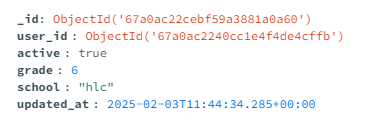 _id: ObjectId('67a0ac22cebf59a3881a0a60')
user_id : ObjectId('67a0ac2240cc1e4f4de4cffb')
active : true
grade : 6
school : "hlc"
updated_at : 2025-02-03T11:44:34.285+00:00